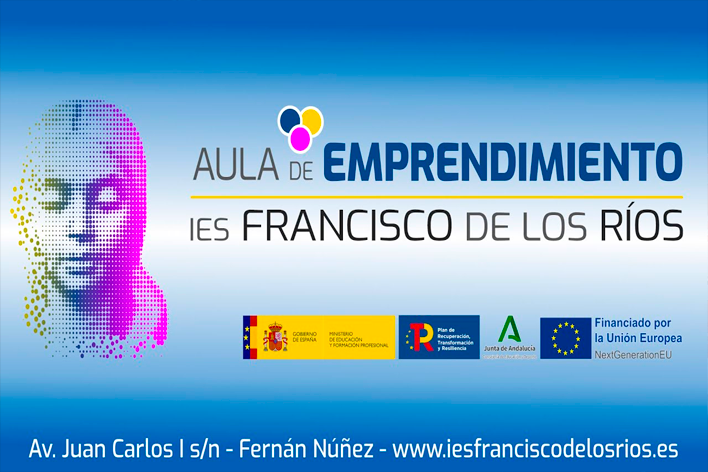 AULA DE EMPRENDIMIENTO
IES FRANCISCO DE LOS RÍOS
GOBIERNO
DE ESPAÑA
MINISTERIO
DE EDUCACIÓN
Y FORMACIÓN PROFESIONAL
Plan de
Recuperación,
Transformación
y Resiliencia
Junta de Andalucía
Financiado por
la Unión Europea
NextGenerationEU
Av. Juan Carlos I s/n - Fernán Núñez - www.iesfranciscodelosrios.es